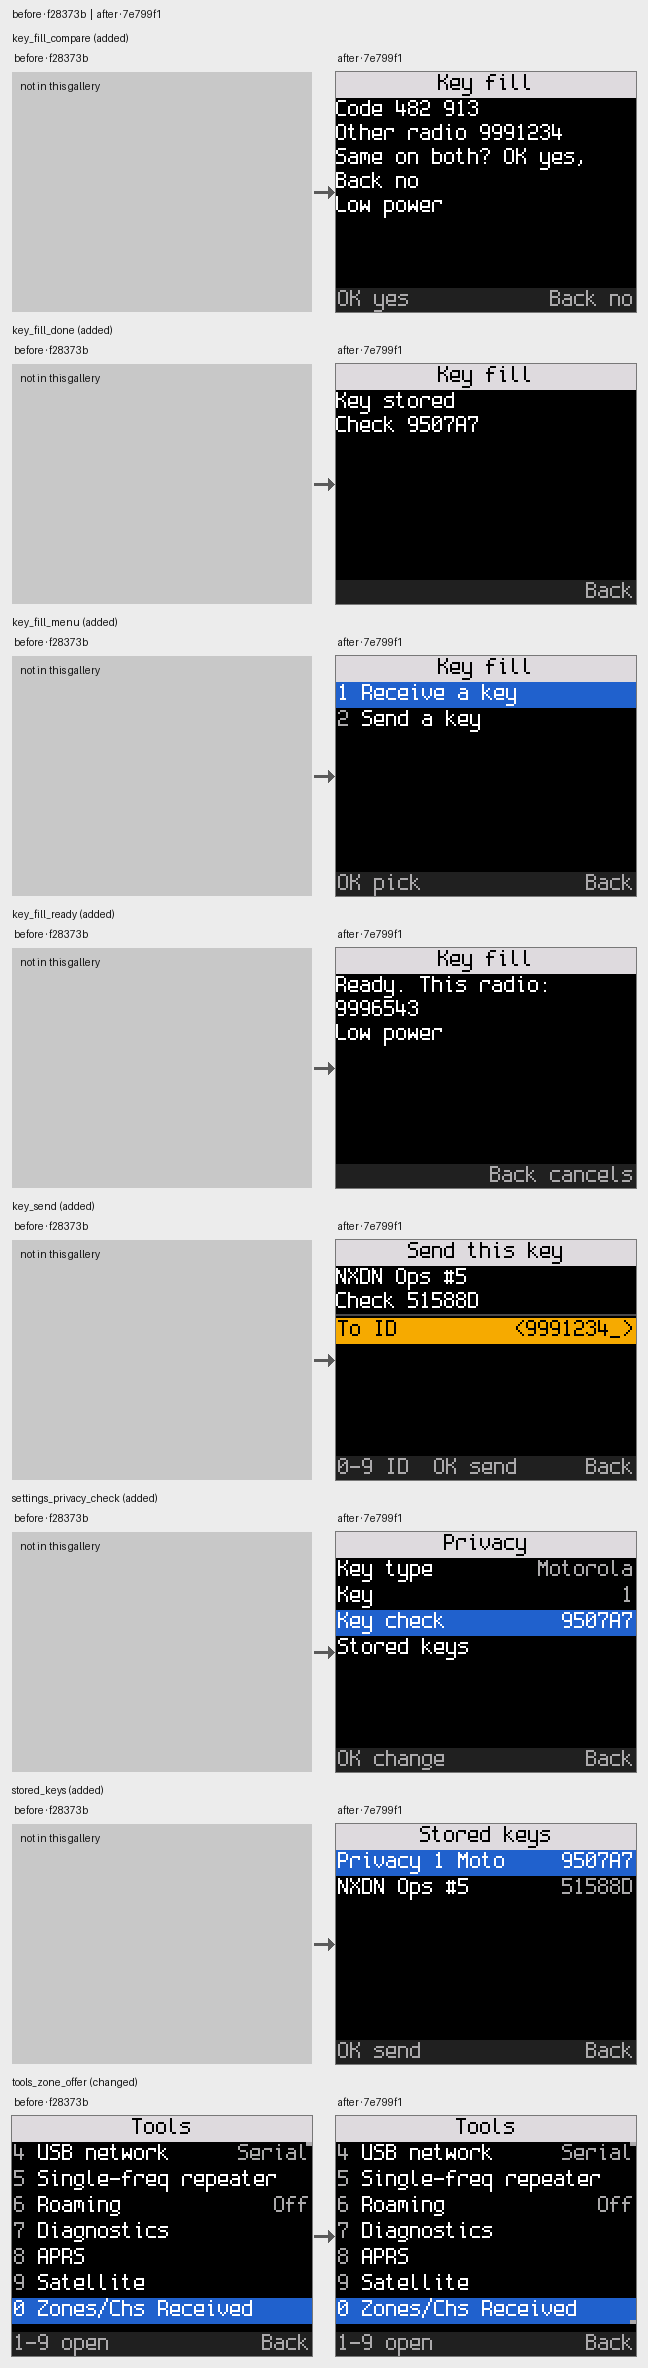 before · f28373b | after · 7e799f1
key_fill_compare (added)
before · f28373b
after · 7e799f1
not in this gallery
Key fill
Code 482 913
Other radio 9991234
Same on both? OK yes,
Back no
Low power
OK yes
Back no
key_fill_done (added)
before · f28373b
after · 7e799f1
not in this gallery
Key fill
Key stored
Check 9507A7
Back
key_fill_menu (added)
before · f28373b
after · 7e799f1
not in this gallery
Key fill
1 Receive a key
2 Send a key
OK pick
Back
key_fill_ready (added)
before · f28373b
after · 7e799f1
not in this gallery
Key fill
Ready. This radio:
9996543
Low power
Back cancels
key_send (added)
before · f28373b
after · 7e799f1
not in this gallery
Send this key
NXDN Ops #5
Check 51588D
To ID <9991234_>
0-9 ID OK send Back
settings_privacy_check (added)
before · f28373b
after · 7e799f1
not in this gallery
Privacy
Key type Motorola
Key 1
Key check 9507A7
Stored keys
OK change Back
stored_keys (added)
before · f28373b
after · 7e799f1
not in this gallery
Stored keys
Privacy 1 Moto 9507A7
NXDN Ops #5 51588D
OK send Back
tools_zone_offer (changed)
before · f28373b
after · 7e799f1
Tools
4 USB network Serial
5 Single-freq repeater
6 Roaming Off
7 Diagnostics
8 APRS
9 Satellite
0 Zones/Chs Received
1-9 open Back
Tools
4 USB network Serial
5 Single-freq repeater
6 Roaming Off
7 Diagnostics
8 APRS
9 Satellite
0 Zones/Chs Received
1-9 open Back